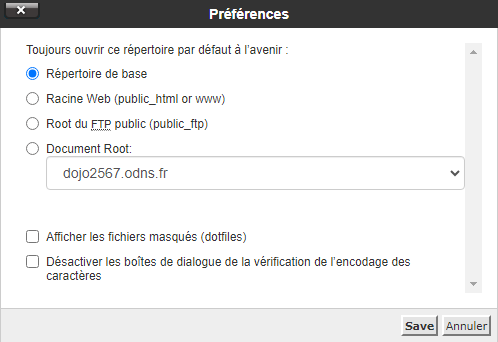 Préférences
Toujours ouvrir ce répertoire par défaut à l’avenir :
Répertoire de base
Racine Web (public_html or www)
Root du FTP public (public_ftp)
Document Root:
dojo2567.odns.fr
Afficher les fichiers masqués (dotfiles)
Désactiver les boîtes de dialogue de la vérification de l’encodage des
caractères
Save
Annuler